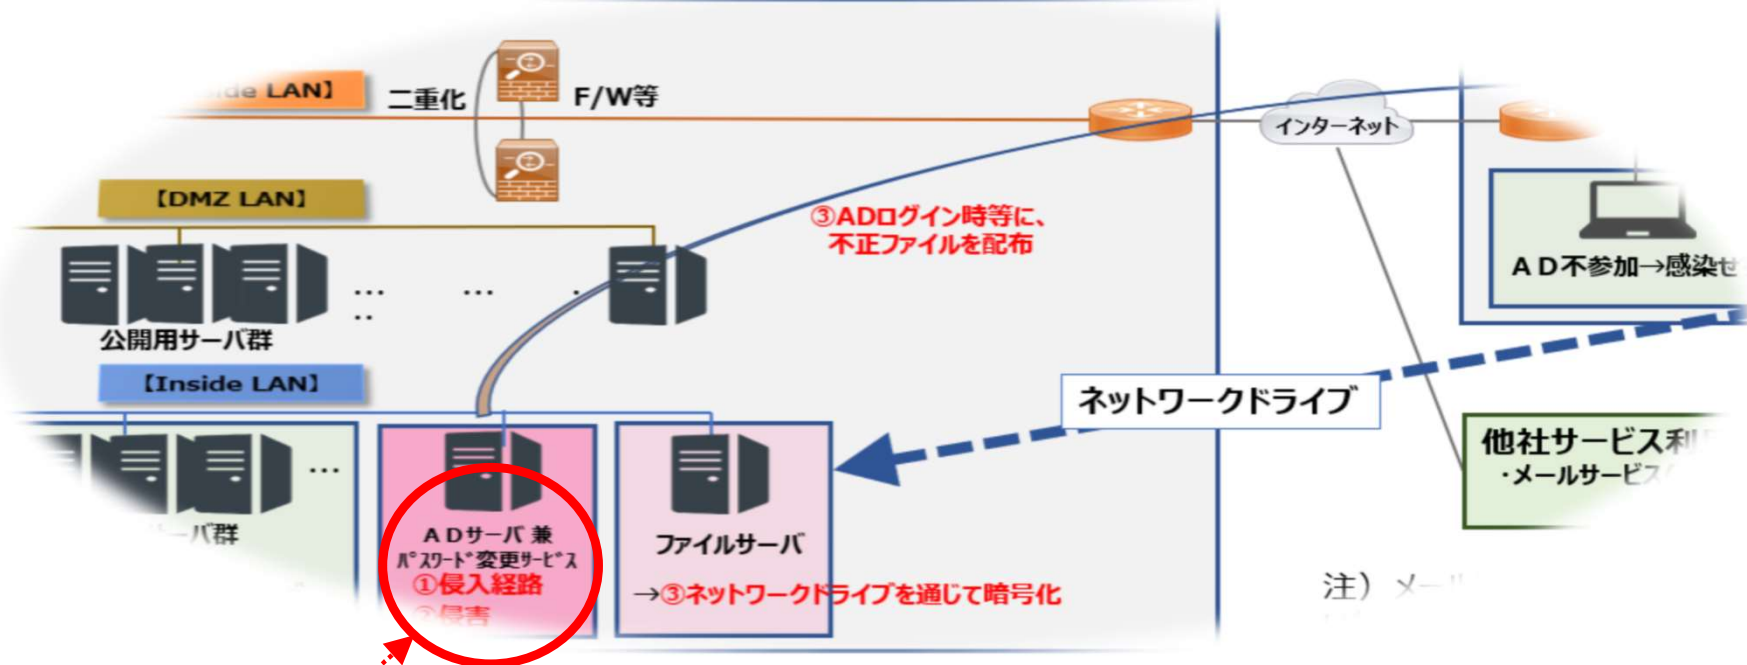 ide LAN】
二重化
F/W等
インターネット
【DMZ LAN】
③ADログイン時等に、
不正ファイルを配布
ＡＤ不参加→感染せ
… … .
‥
公開用サーバ群
【Inside LAN】
ネットワークドライブ
他社サービス利
・メールサービス
…
バ群
ＡＤサーバ 兼
ﾊﾟｽﾜｰﾄﾞ変更ｻｰﾋﾞｽ
①侵入経路
②侵害
ファイルサーバ
→③ネットワークドライブを通じて暗号化
注）メー